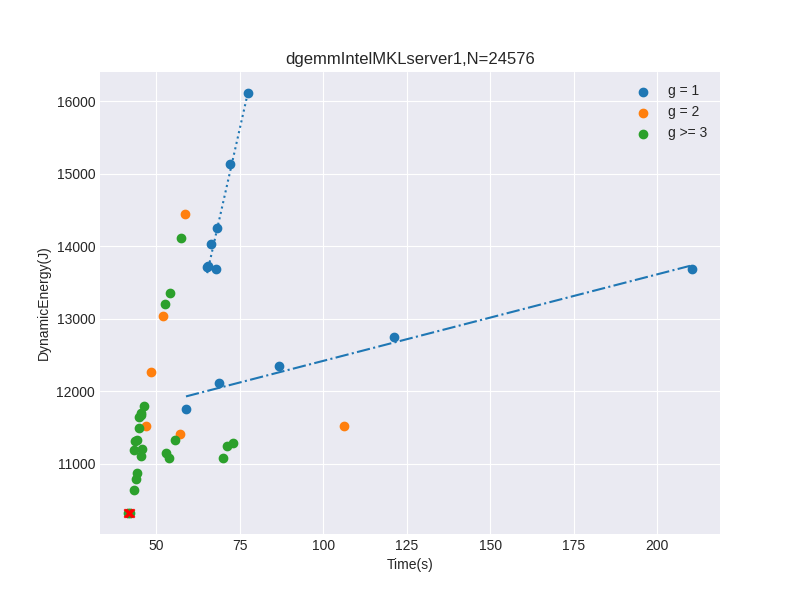 dgemmIntelMKLserver1,N=24576
g = 1
g = 2
g >= 3
DynamicEnergy(J)
16000
15000
14000
13000
12000
11000
50 75 100 125 150 175 200
Time(s)